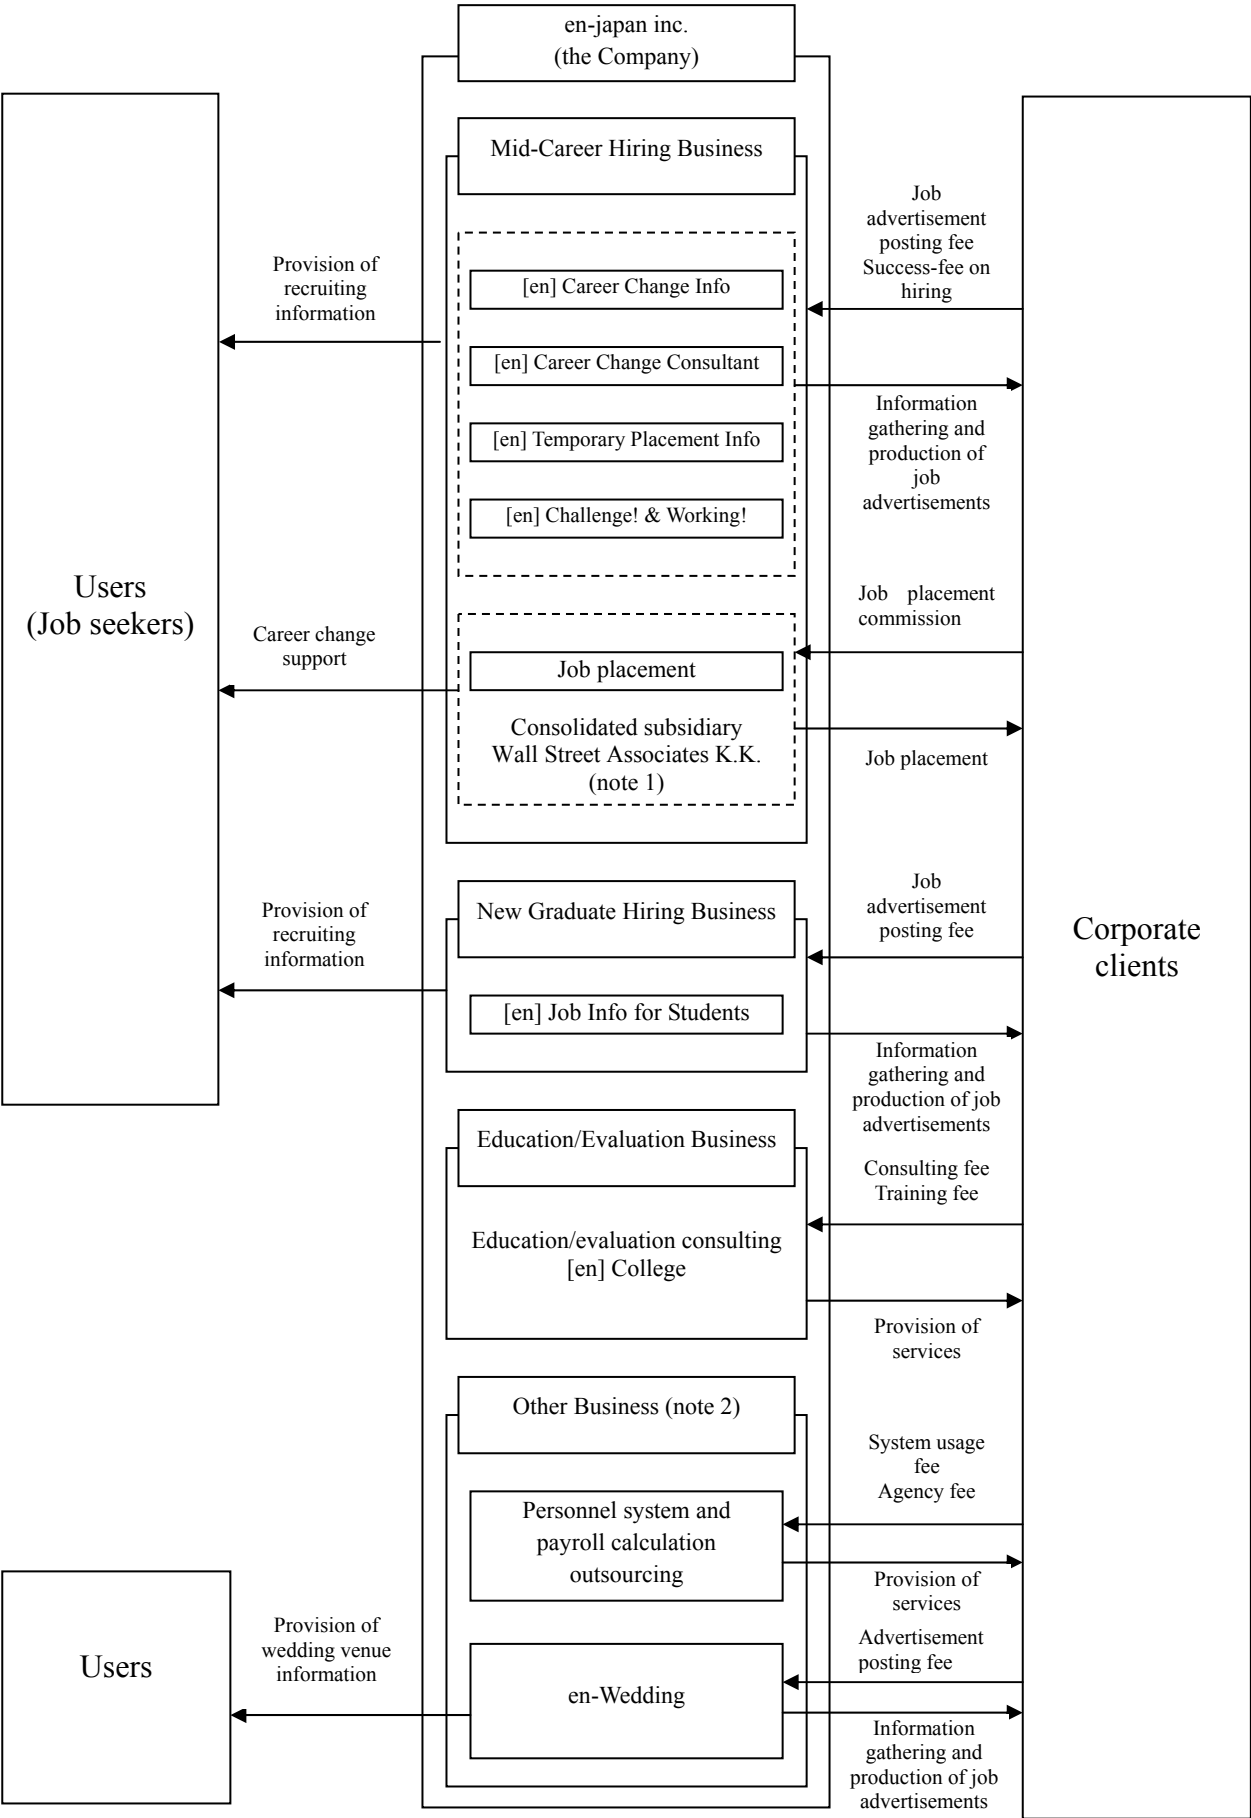 en-japan inc.
(the Company)
Mid-Career Hiring Business
Job
advertisement
posting fee
Success-fee on
hiring
Provision of
recruiting
information
[en] Career Change Info
[en] Career Change Consultant
Information
gathering and
production of
job
advertisements
[en] Temporary Placement Info
[en] Challenge! & Working!
Users
(Job seekers)
Job placement
commission
Career change
support
Job placement
Consolidated subsidiary
Wall Street Associates K.K.
(note 1)
Job placement
New Graduate Hiring Business
Job
advertisement
posting fee
Provision of
recruiting
information
Corporate
clients
[en] Job Info for Students
Information
gathering and
production of job
advertisements
Education/Evaluation Business
Consulting fee
Training fee
Education/evaluation consulting
[en] College
Provision of
services
Other Business (note 2)
System usage
fee
Agency fee
Personnel system and
payroll calculation
outsourcing
Provision of
services
Users
Provision of
wedding venue
information
Advertisement
posting fee
en-Wedding
Information
gathering and
production of job
advertisements